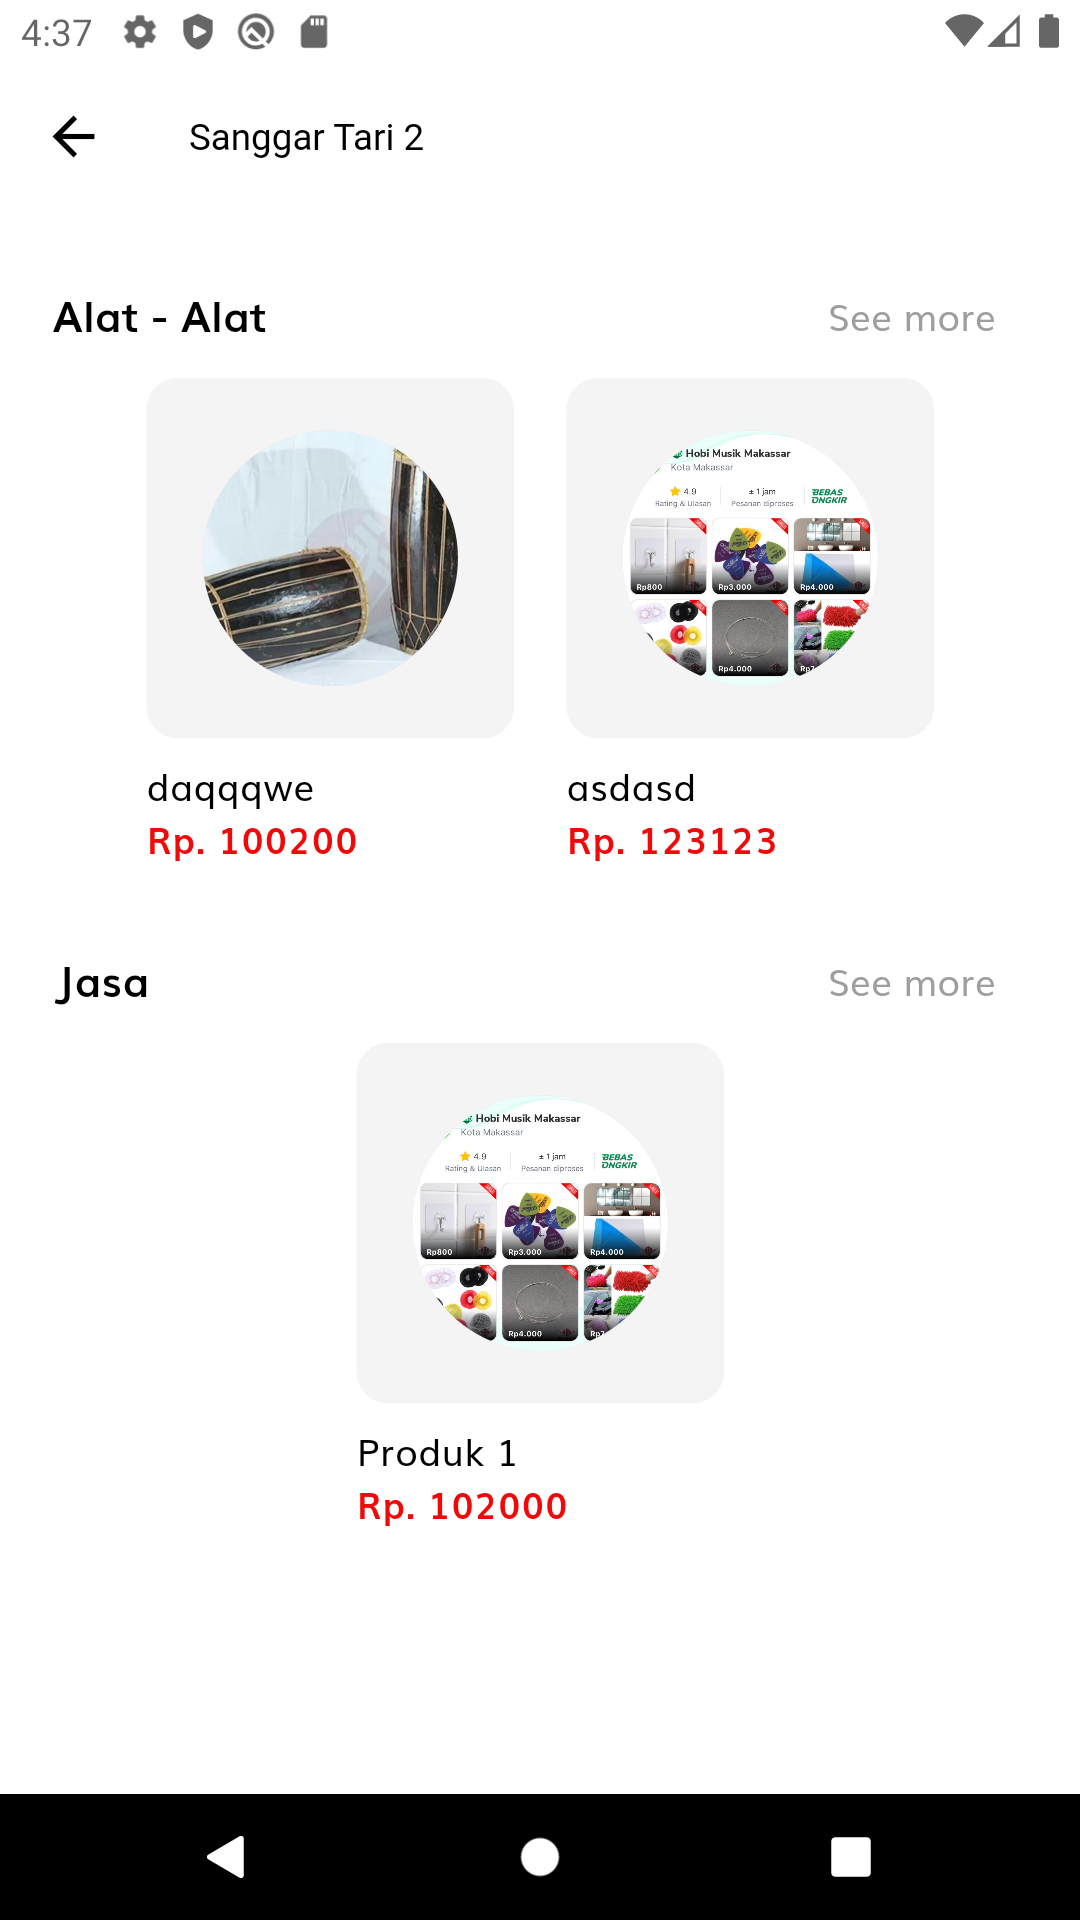 4:37
Sanggar Tari 2
Alat - Alat
See more
Hobi Musik Makassar
Kota Makassar
4.9
± 1 jam
BEBAS
ONGKIR
Rating & Ulasan
Pesanan diproses
Rp800
Rp3.000
Rp4.000
Rp4.000
daqqqwe
asdasd
Rp. 100200
Rp. 123123
Jasa
See more
Hobi Musik Makassar
Kota Makassar
4.9
± 1 jam
BEBAS
ONGKIR
Rating & Ulasan
Pesanan diproses
Rp800
Rp3.000
Rp4.000
Rp4.000
Produk 1
Rp. 102000